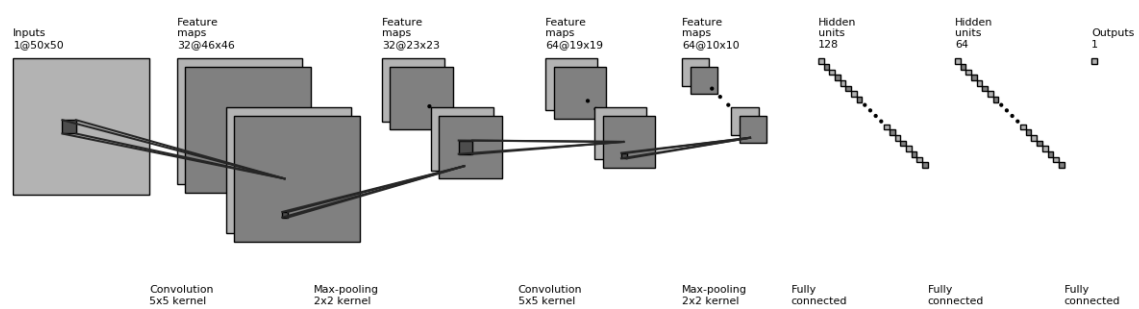 Inputs
1@50x50
Feature
maps
32@46x46
Feature
maps
32@23x23
Feature
maps
64@19x19
Feature
maps
64@10x10
Hidden
units
128
Hidden
units
64
Outputs
1
Convolution
5x5 kernel
Max-pooling
2x2 kernel
Convolution
5x5 kernel
Max-pooling
2x2 kernel
Fully
connected
Fully
connected
Fully
connected